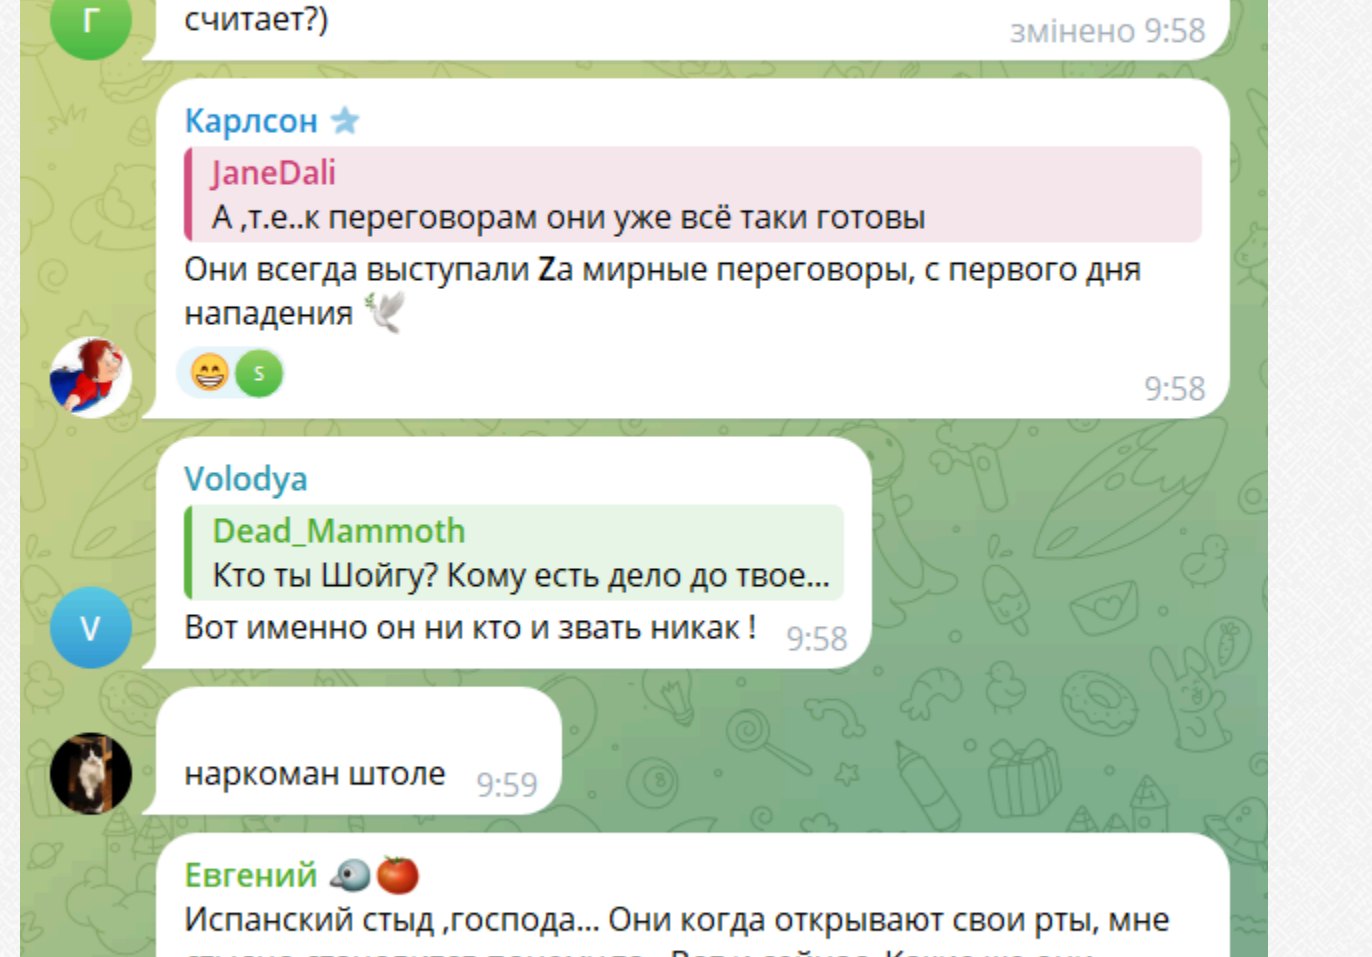 Г
считает?)
змінено 9:58
Карлсон
JaneDali
А ,т.е..к переговорам они уже всё таки готовы
Они всегда выступали Zа мирные переговоры, с первого дня
нападения
S
9:58
Volodya
Dead_Mammoth
Кто ты Шойгу? Кому есть дело до твое...
V
Вот именно он ни кто и звать никак !
9:58
наркоман штоле
9:59
Евгений
Испанский стыд ,господа... Они когда открывают свои рты, мне